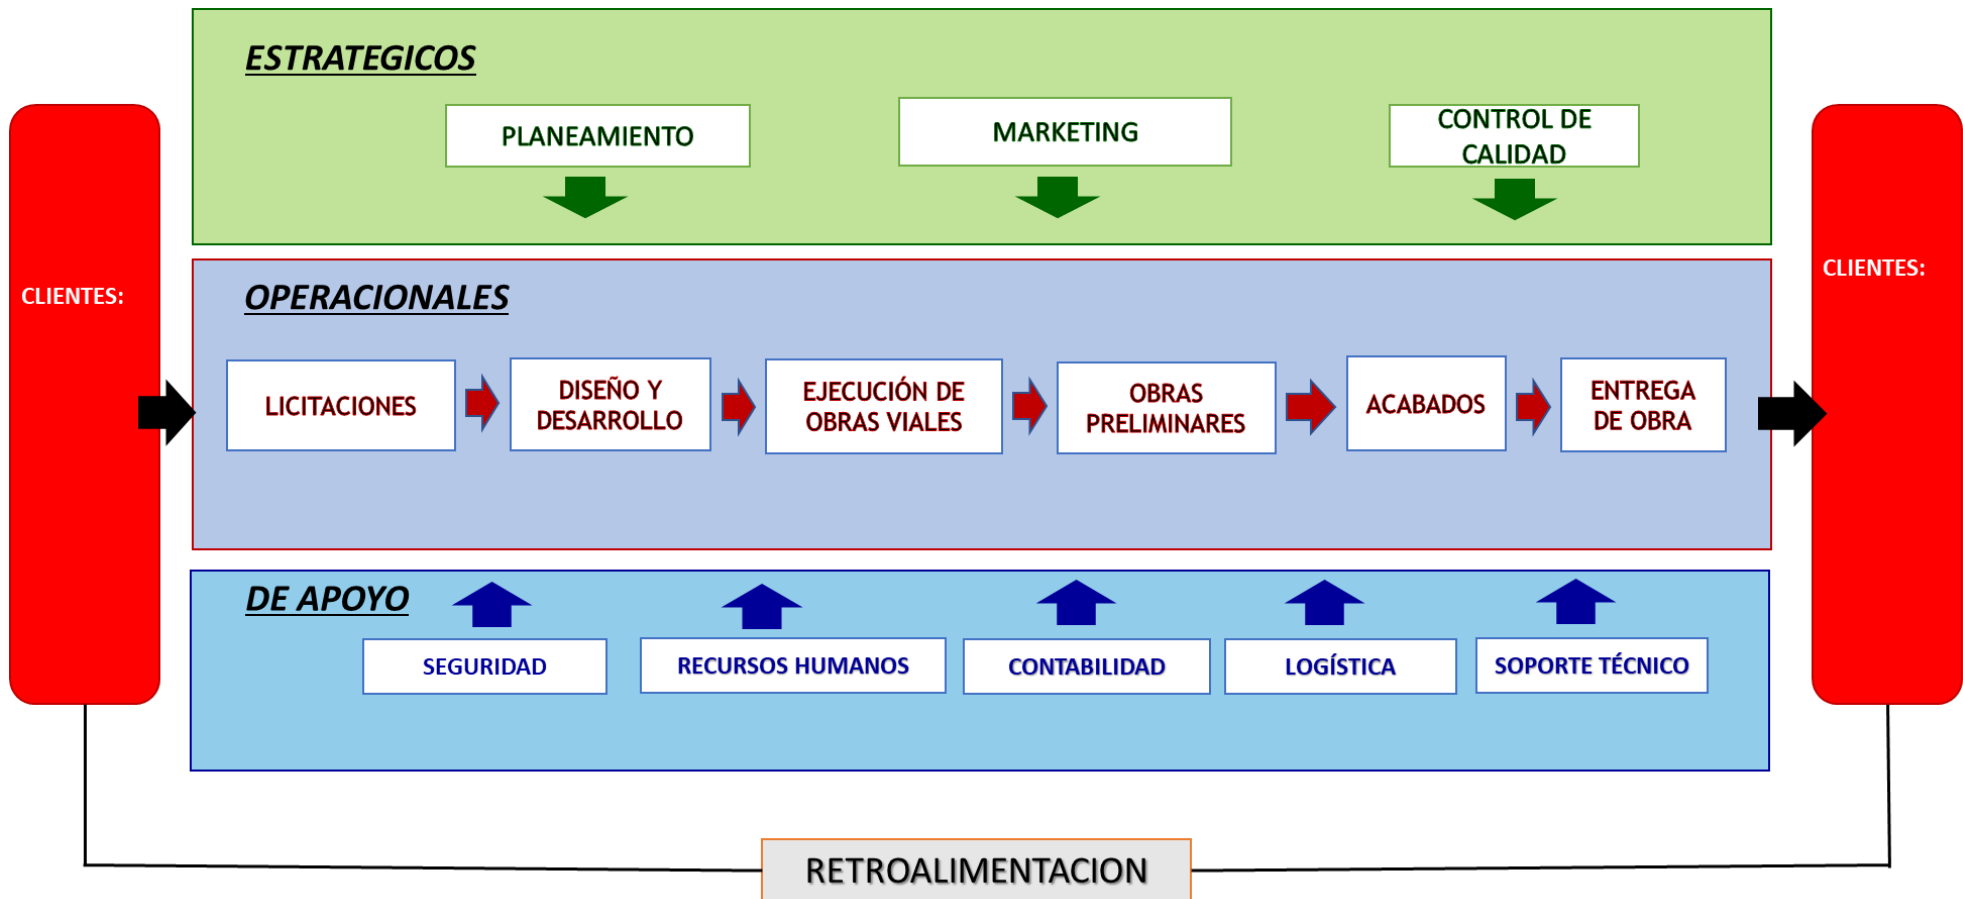 ESTRATEGICOS
PLANEAMIENTO
MARKETING
CONTROL DE
CALIDAD
CLIENTES:
OPERACIONALES
LICITACIONES
DISEÑO Y
DESARROLLO
EJECUCIÓN DE
OBRAS VIALES
OBRAS
PRELIMINARES
ACABADOS
ENTREGA
DE OBRA
CLIENTES:
DE APOYO
SEGURIDAD
RECURSOS HUMANOS
CONTABILIDAD
LOGÍSTICA
SOPORTE TÉCNICO
RETROALIMENTACION